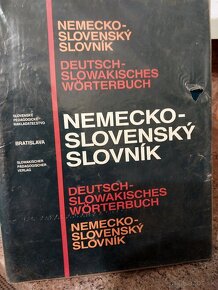 NEMECKO-
SLOVENSKÝ
SLOVNÍK
DEUTSCH-
SLOWAKISCHES
WÖRTERBUCH
SLOVENSKÉ
PEDAGOGICKÉ
NAKLADATEĽSTVO
BRATISLAVA
SLOWAKISCHER
PÄDAGOGISCHER
VERLAG
NEMECKO-
SLOVENSKÝ
SLOVNÍK
DEUTSCH-
SLOWAKISCHES
WÖRTERBUCH
NEMECKO-
SLOVENSKÝ
SLOVNÍK